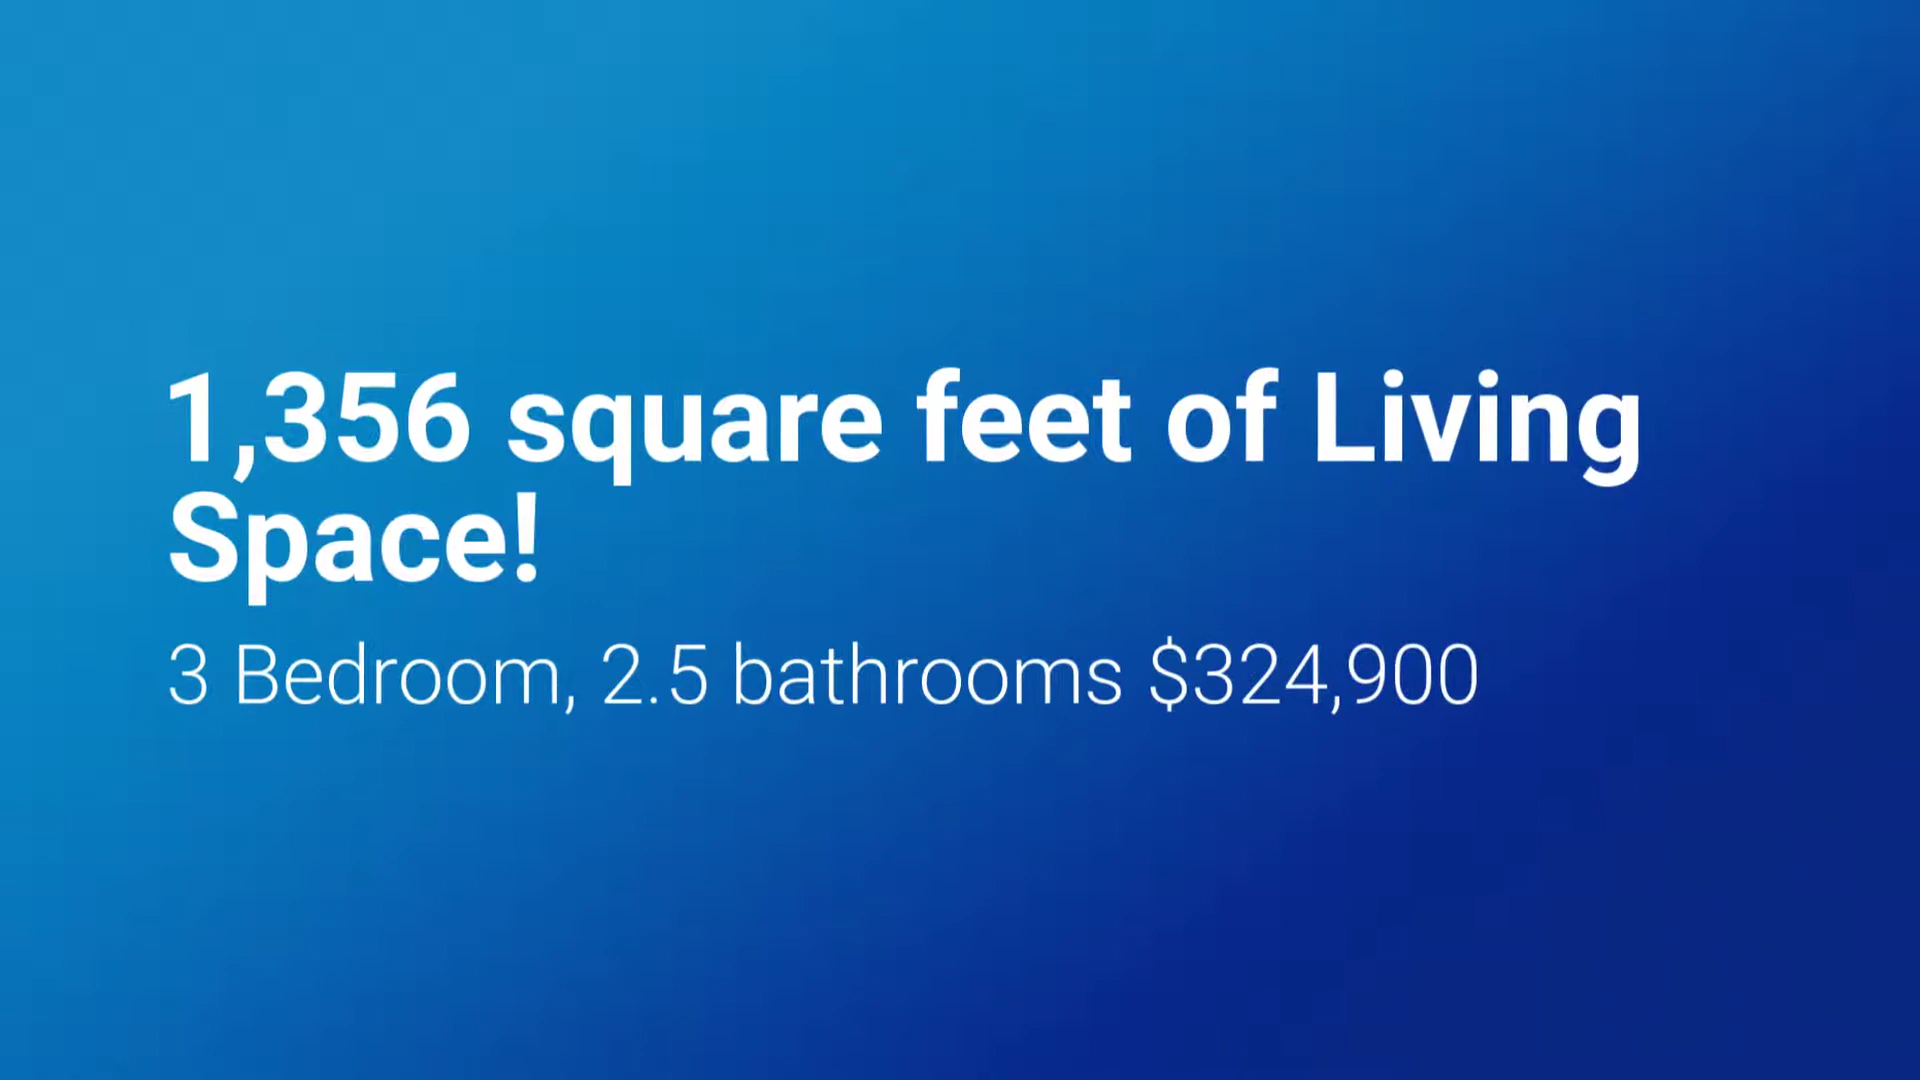 1,356 square feet of Living
Space!
3 Bedroom, 2.5 bathrooms $324,900